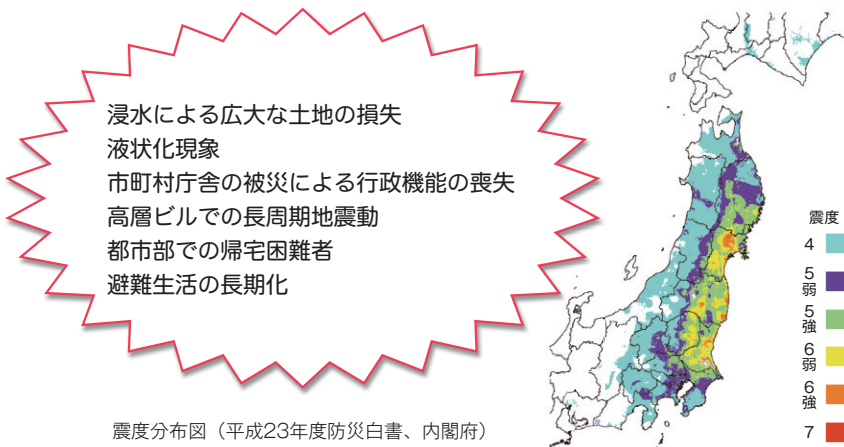 浸水による広大な土地の損失
液状化現象
市町村庁舎の被災による行政機能の喪失
高層ビルでの長周期地震動
都市部での帰宅困難者
避難生活の長期化
震度分布図（平成23年度防災白書、内閣府）
震度
4
5弱
5強
6弱
6強
7